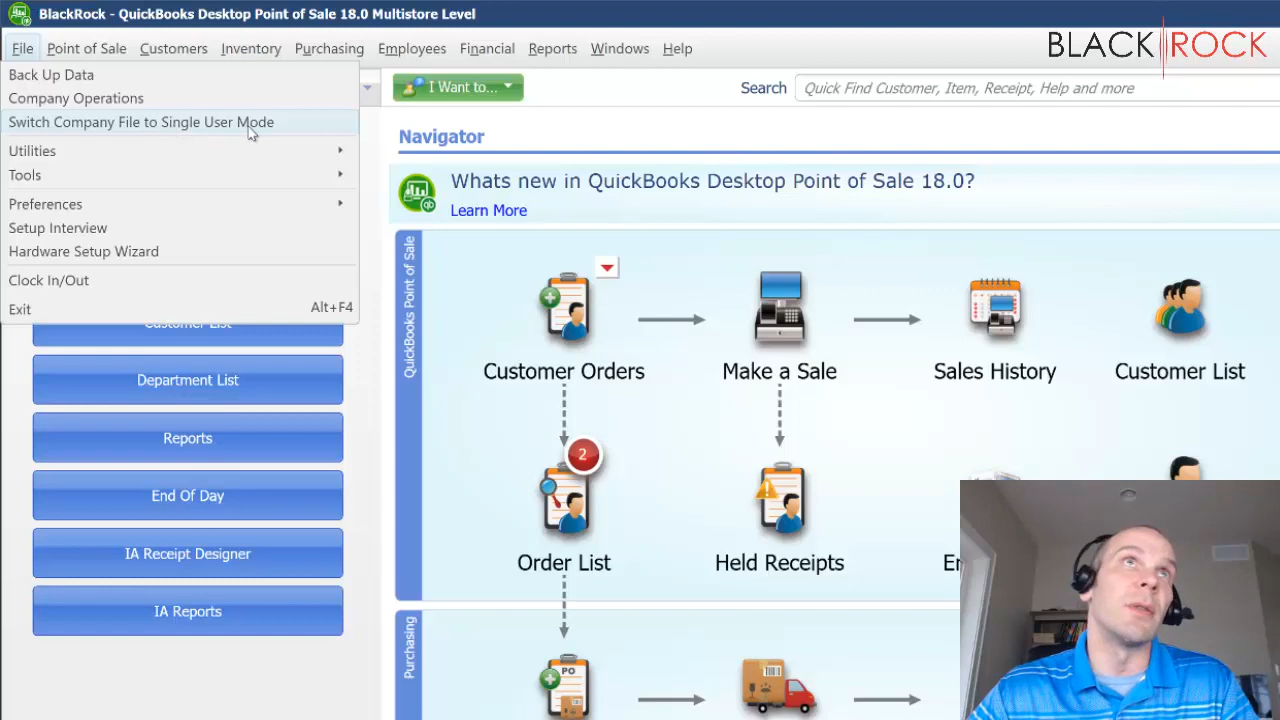 BlackRock - QuickBooks Desktop Point of Sale 18.0 Multistore Level
File Point of Sale Customers Inventory Purchasing Employees Financial Reports Windows Help
BLACK ROCK
Back Up Data
Company Operations
Switch Company File to Single User Mode
Utilities
Tools
Preferences
Setup Interview
Hardware Setup Wizard
Clock In/Out
Exit Alt+F4
Customer List
Department List
Reports
End Of Day
IA Receipt Designer
IA Reports
I Want to...
Search Quick Find Customer, Item, Receipt, Help and more
Navigator
Whats new in QuickBooks Desktop Point of Sale 18.0?
Learn More
QuickBooks Point of Sale
Customer Orders Make a Sale Sales History Customer List
2
Order List Held Receipts
Purchasing
PO